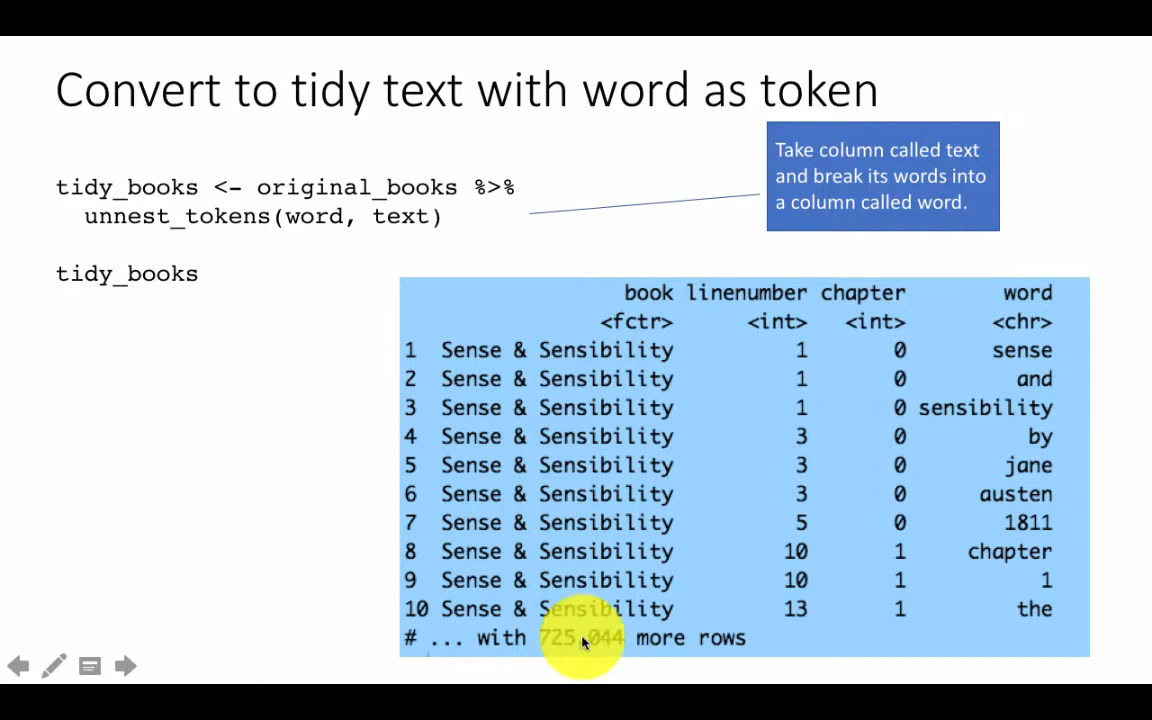 Convert to tidy text with word as token
Take column called text
and break its words into
a column called word.
tidy_books <- original_books %>%
unnest_tokens(word, text)
tidy_books
book linenumber chapter word
<fctr> <int> <int> <chr>
1 Sense & Sensibility 1 0 sense
2 Sense & Sensibility 1 0 and
3 Sense & Sensibility 1 0 sensibility
4 Sense & Sensibility 3 0 by
5 Sense & Sensibility 3 0 jane
6 Sense & Sensibility 3 0 austen
7 Sense & Sensibility 5 0 1811
8 Sense & Sensibility 10 1 chapter
9 Sense & Sensibility 10 1 1
10 Sense & Sensibility 13 1 the
# ... with 725,044 more rows